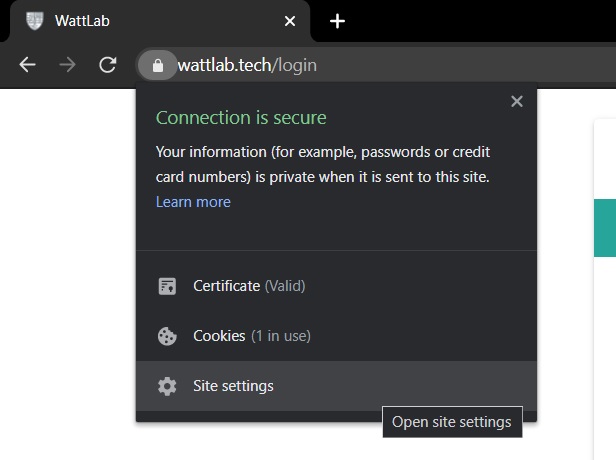 WattLab
wattlab.tech/login
Connection is secure
Your information (for example, passwords or credit
card numbers) is private when it is sent to this site.
Learn more
Certificate (Valid)
Cookies (1 in use)
Site settings
Open site settings